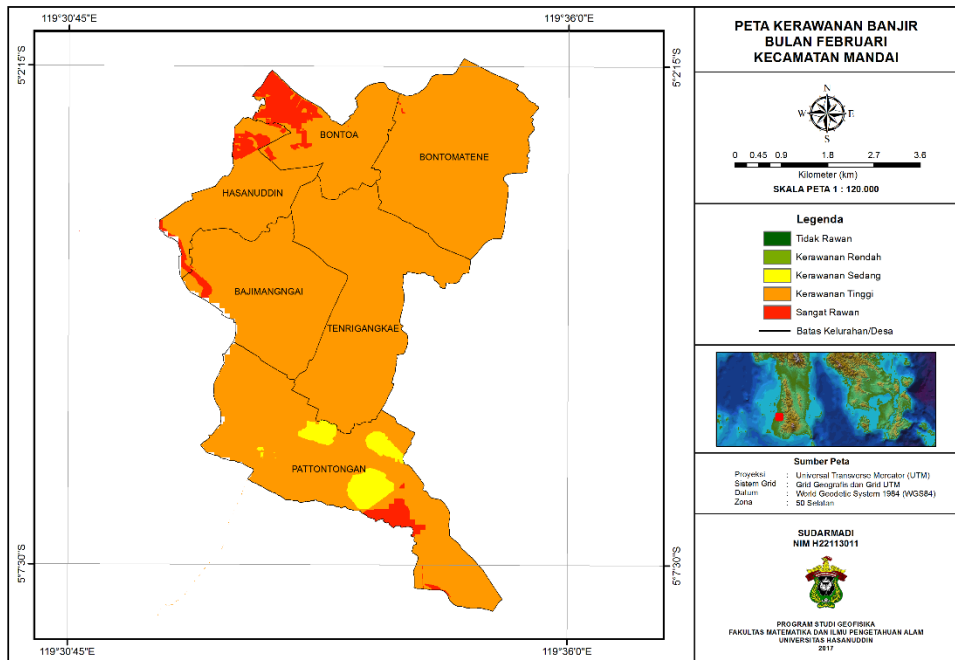 119°30'45"E
119°36'0"E
5°2'15"S
5°2'15"S
BONTOA
BONTOMATENE
HASANUDDIN
BAJIMANGNGAI
TENRIGANGKAE
PATTONTONGAN
5°7'30"S
5°7'30"S
119°30'45"E
119°36'0"E
PETA KERAWANAN BANJIR
BULAN FEBRUARI
KECAMATAN MANDAI
N
W E
S
0 0.45 0.9 1.8 2.7 3.6
Kilometer (km)
SKALA PETA 1 : 120.000
Legenda
Tidak Rawan
Kerawanan Rendah
Kerawanan Sedang
Kerawanan Tinggi
Sangat Rawan
Batas Kelurahan/Desa
Sumber Peta
Proyeksi : Universal Transverse Mercator (UTM)
Sistem Grid : Grid Geografis dan Grid UTM
Datum : World Geodetic System 1984 (WGS84)
Zona : 50 Selatan
SUDARMADI
NIM H22113011
PROGRAM STUDI GEOFISIKA
FAKULTAS MATEMATIKA DAN ILMU PENGETAHUAN ALAM
UNIVERSITAS HASANUDDIN
2017